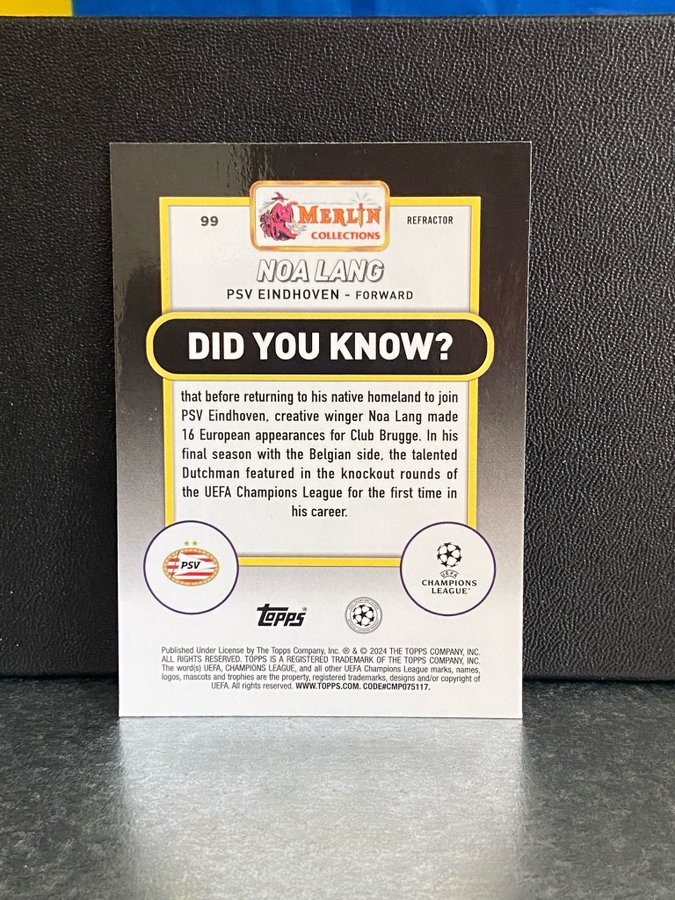 99
MERLIN
COLLECTIONS
REFRACTOR
NOA LANG
PSV EINDHOVEN - FORWARD
DID YOU KNOW?
that before returning to his native homeland to join
PSV Eindhoven, creative winger Noa Lang made
16 European appearances for Club Brugge. In his
final season with the Belgian side, the talented
Dutchman featured in the knockout rounds of
the UEFA Champions League for the first time in
his career.
PSV
UEFA
CHAMPIONS
LEAGUE®
TOPPS®
Published Under License by The Topps Company, Inc. ® & © 2024 THE TOPPS COMPANY, INC.
ALL RIGHTS RESERVED. TOPPS IS A REGISTERED TRADEMARK OF THE TOPPS COMPANY, INC.
The word(s) UEFA, CHAMPIONS LEAGUE, and all other UEFA Champions League marks, names,
logos, mascots and trophies are the property, registered trademarks, designs and/or copyright of
UEFA. All rights reserved. WWW.TOPPS.COM. CODE#CMP075117.